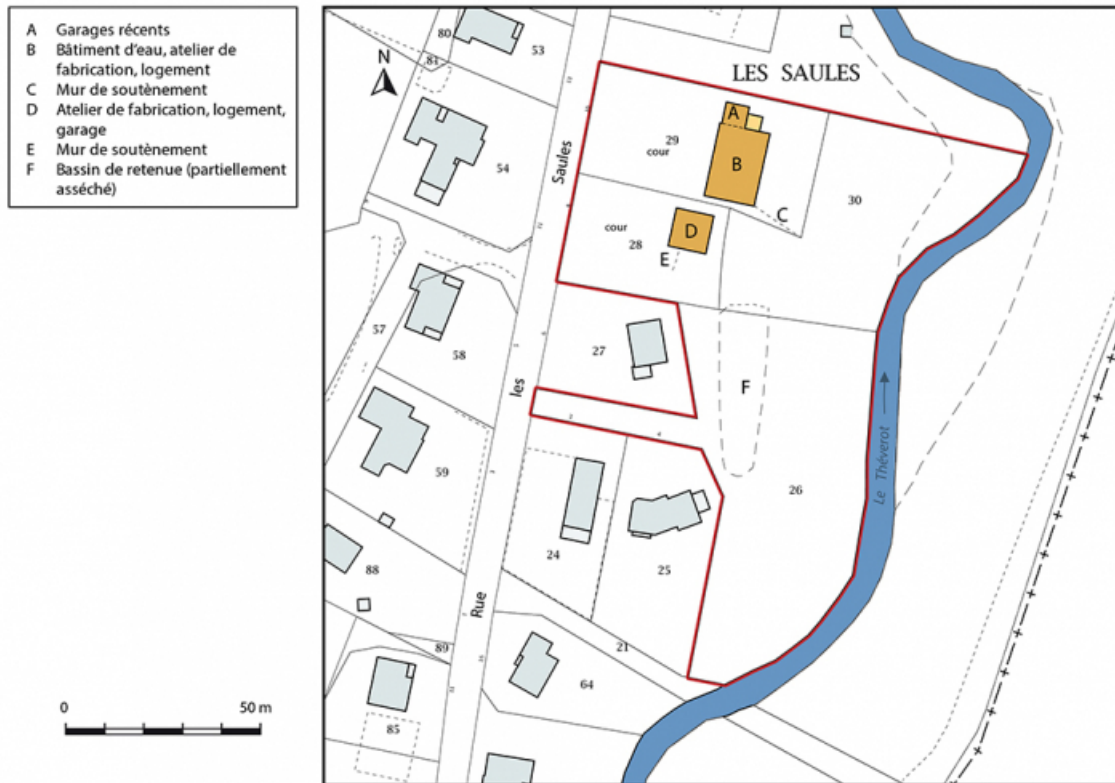 A Garages récents
B Bâtiment d'eau, atelier de
fabrication, logement
C Mur de soutènement
D Atelier de fabrication, logement,
garage
E Mur de soutènement
F Bassin de retenue (partiellement
asséché)
N
LES SAULES
80
81
53
54
Saules
29
cour
A
B
C
30
28
cour
D
E
57
58
27
les
F
59
26
Le Théverot
24
25
88
Rue
21
89
64
85
0 50 m